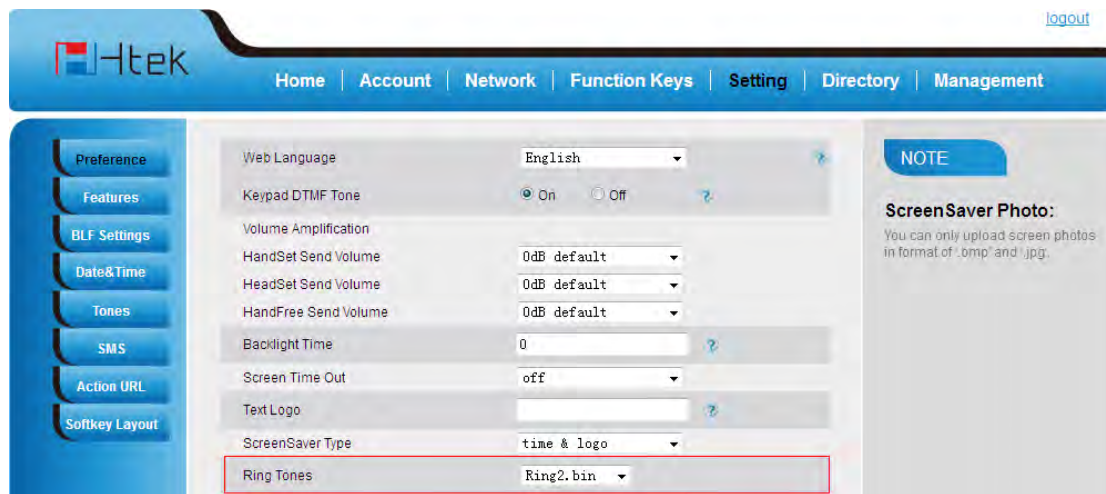 logout
Htek
Home Account Network Function Keys Setting Directory Management
Preference
Features
BLF Settings
Date&Time
Tones
SMS
Action URL
Softkey Layout
Web Language English
Keypad DTMF Tone On Off
Volume Amplification
HandSet Send Volume 0dB default
HeadSet Send Volume 0dB default
HandFree Send Volume 0dB default
Backlight Time 0
Screen Time Out off
Text Logo
ScreenSaver Type time & logo
Ring Tones Ring2.bin
NOTE
ScreenSaver Photo:
You can only upload screen photos
in format of '.bmp' and '.jpg'.